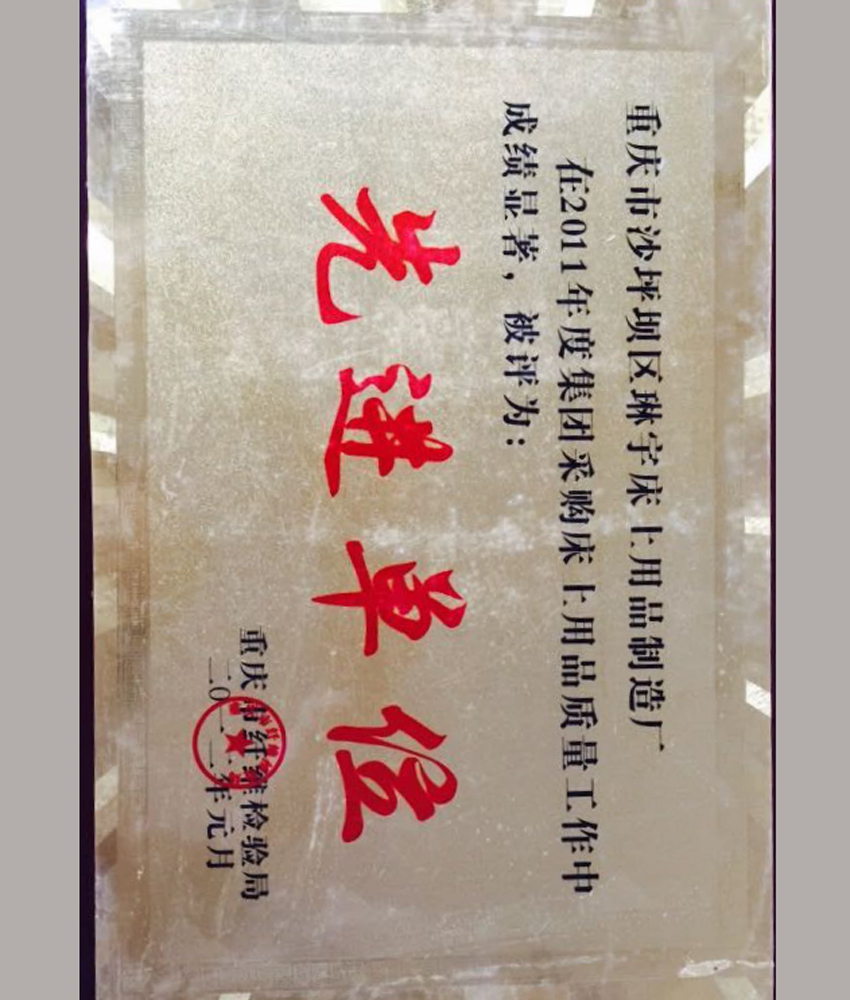 重庆市沙坪坝区琳宇床上用品制造厂
在2011年度集团采购床上用品质量工作中
成绩显著，被评为：
先进单位
重庆市纤维检验局
二〇一二年元月